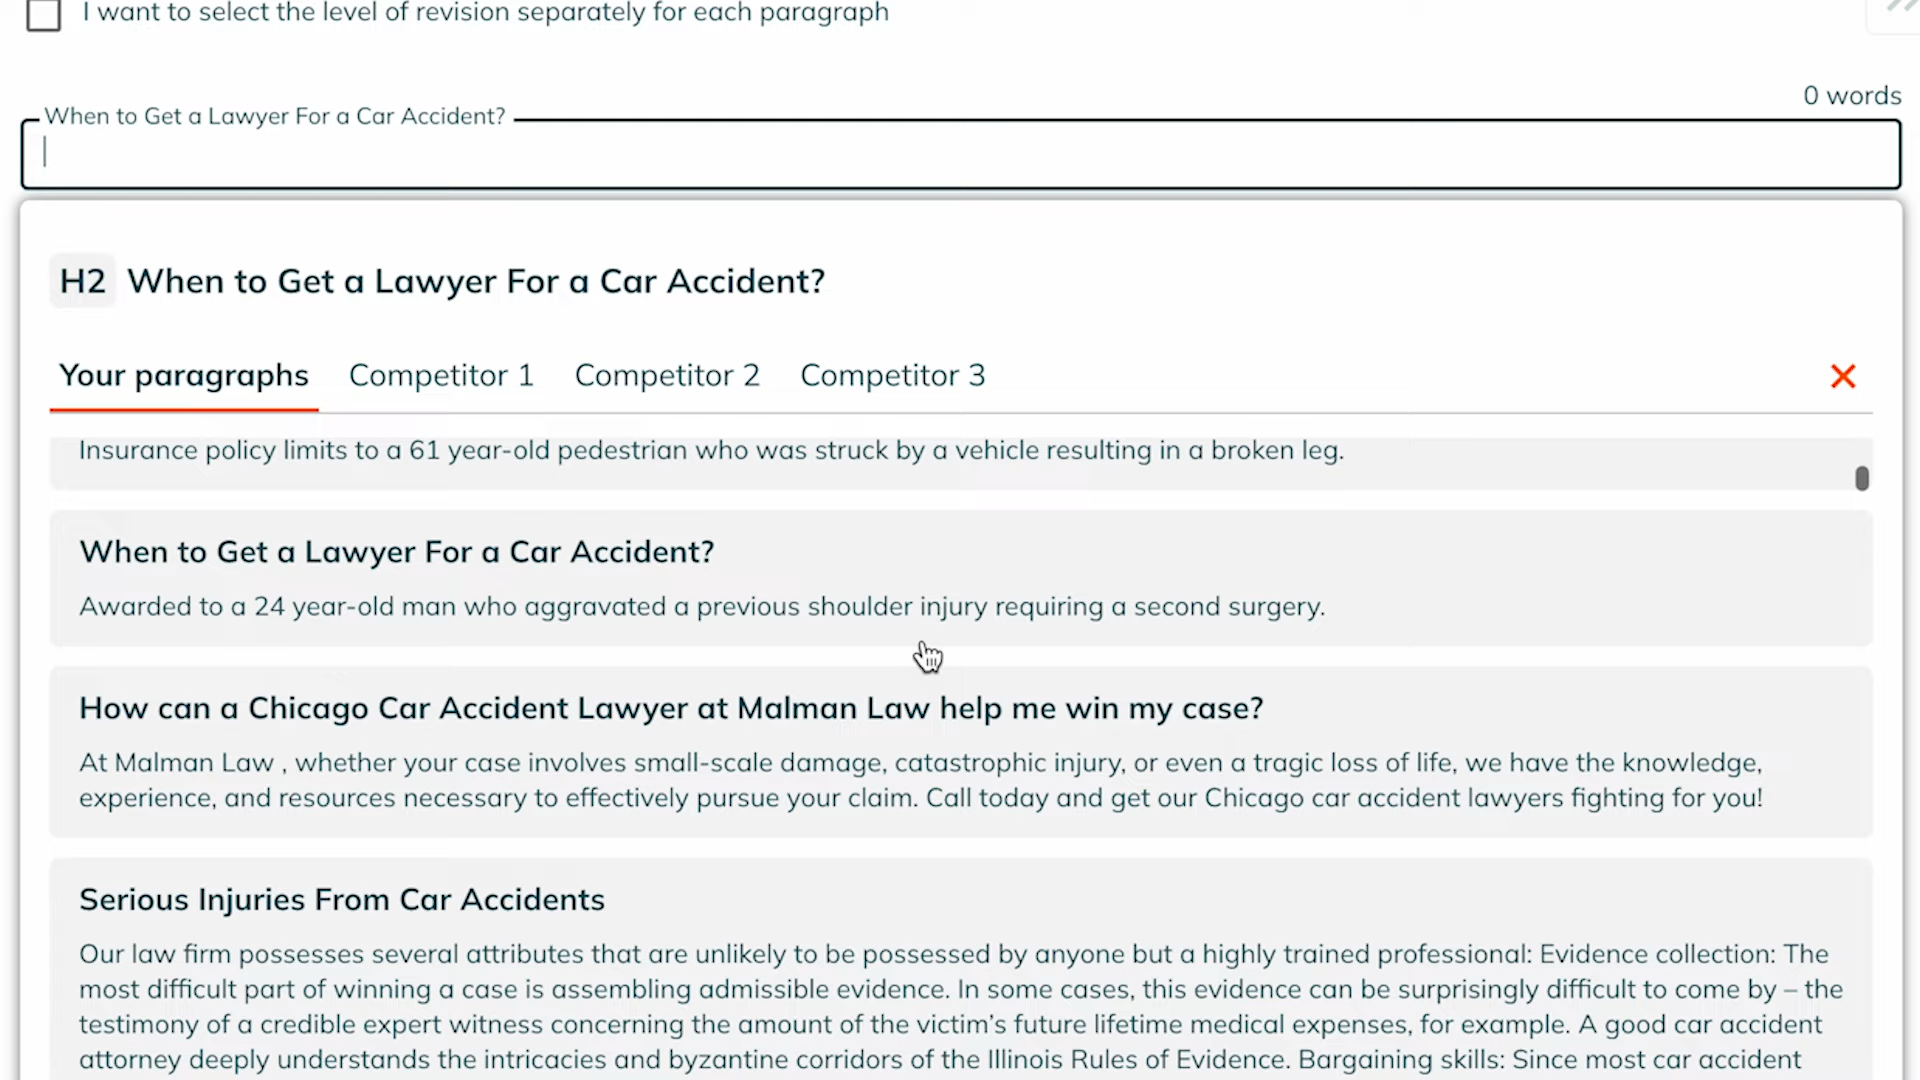 I want to select the level of revision separately for each paragraph
0 words
When to Get a Lawyer For a Car Accident?
H2 When to Get a Lawyer For a Car Accident?
Your paragraphs Competitor 1 Competitor 2 Competitor 3
Insurance policy limits to a 61 year-old pedestrian who was struck by a vehicle resulting in a broken leg.
When to Get a Lawyer For a Car Accident?
Awarded to a 24 year-old man who aggravated a previous shoulder injury requiring a second surgery.
How can a Chicago Car Accident Lawyer at Malman Law help me win my case?
At Malman Law , whether your case involves small-scale damage, catastrophic injury, or even a tragic loss of life, we have the knowledge,
experience, and resources necessary to effectively pursue your claim. Call today and get our Chicago car accident lawyers fighting for you!
Serious Injuries From Car Accidents
Our law firm possesses several attributes that are unlikely to be possessed by anyone but a highly trained professional: Evidence collection: The
most difficult part of winning a case is assembling admissible evidence. In some cases, this evidence can be surprisingly difficult to come by – the
testimony of a credible expert witness concerning the amount of the victim's future lifetime medical expenses, for example. A good car accident
attorney deeply understands the intricacies and byzantine corridors of the Illinois Rules of Evidence. Bargaining skills: Since most car accident